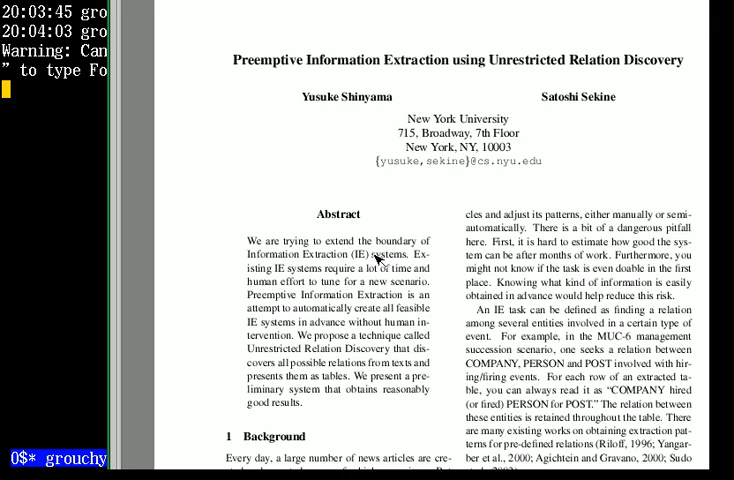 20:03:45 gro
20:04:03 gro
Warning: Can
” to type Fo
0$* grouchy
Preemptive Information Extraction using Unrestricted Relation Discovery
Yusuke Shinyama
Satoshi Sekine
New York University
715, Broadway, 7th Floor
New York, NY, 10003
{yusuke,sekine}@cs.nyu.edu
Abstract
We are trying to extend the boundary of
Information Extraction (IE) systems. Ex-
isting IE systems require a lot of time and
human effort to tune for a new scenario.
Preemptive Information Extraction is an
attempt to automatically create all feasible
IE systems in advance without human in-
tervention. We propose a technique called
Unrestricted Relation Discovery that dis-
covers all possible relations from texts and
presents them as tables. We present a pre-
liminary system that obtains reasonably
good results.
1 Background
Every day, a large number of news articles are cre-
cles and adjust its patterns, either manually or semi-
automatically. There is a bit of a dangerous pitfall
here. First, it is hard to estimate how good the sys-
tem can be after months of work. Furthermore, you
might not know if the task is even doable in the first
place. Knowing what kind of information is easily
obtained in advance would help reduce this risk.
An IE task can be defined as finding a relation
among several entities involved in a certain type of
event. For example, in the MUC-6 management
succession scenario, one seeks a relation between
COMPANY, PERSON and POST involved with hir-
ing/firing events. For each row of an extracted ta-
ble, you can always read it as “COMPANY hired
(or fired) PERSON for POST.” The relation between
these entities is retained throughout the table. There
are many existing works on obtaining extraction pat-
terns for pre-defined relations (Riloff, 1996; Yangar-
ber et al., 2000; Agichtein and Gravano, 2000; Sudo